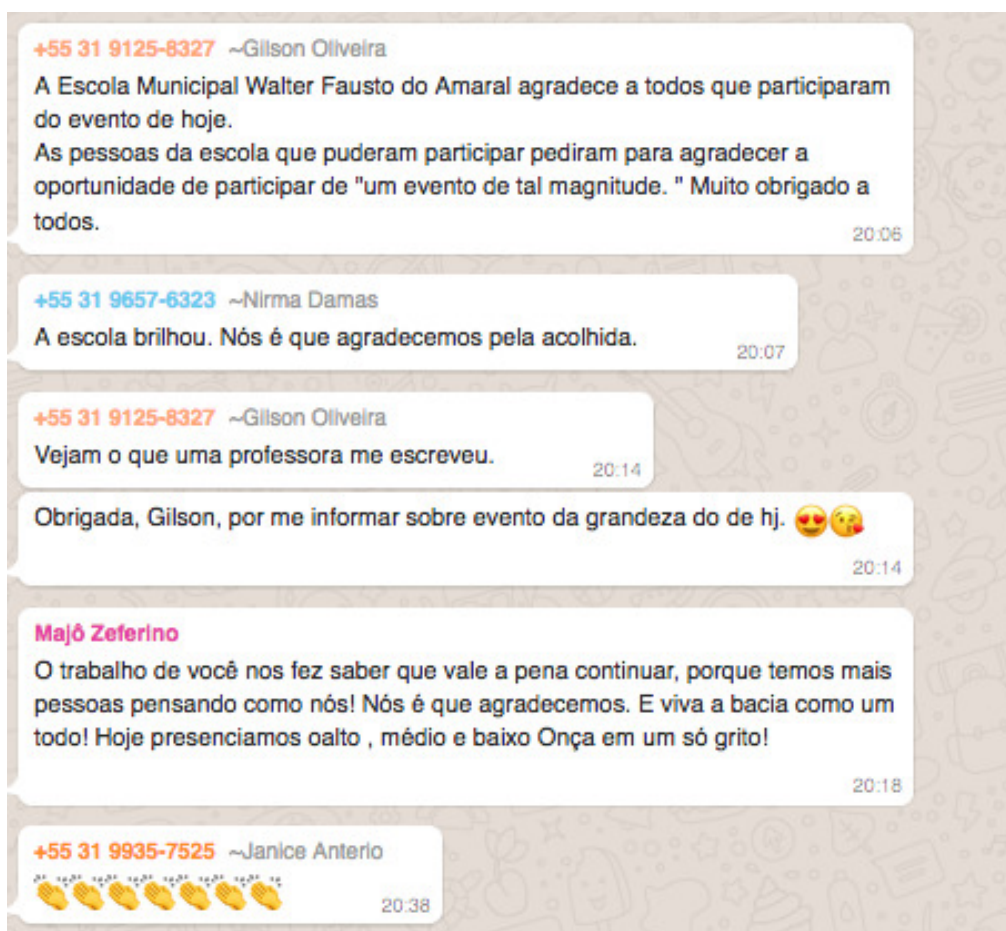 +55 31 9125-8327 ~Gilson Oliveira
A Escola Municipal Walter Fausto do Amaral agradece a todos que participaram
do evento de hoje.
As pessoas da escola que puderam participar pediram para agradecer a
oportunidade de participar de "um evento de tal magnitude. " Muito obrigado a
todos.
20:06
+55 31 9657-6323 ~Nirma Damas
A escola brilhou. Nós é que agradecemos pela acolhida.
20:07
+55 31 9125-8327 ~Gilson Oliveira
Vejam o que uma professora me escreveu.
20:14
Obrigada, Gilson, por me informar sobre evento da grandeza do de hj. 😍😘
20:14
Majô Zeferino
O trabalho de você nos fez saber que vale a pena continuar, porque temos mais
pessoas pensando como nós! Nós é que agradecemos. E viva a bacia como um
todo! Hoje presenciamos oalto , médio e baixo Onça em um só grito!
20:18
+55 31 9935-7525 ~Janice Anterio
👏👏👏👏👏👏👏
20:38